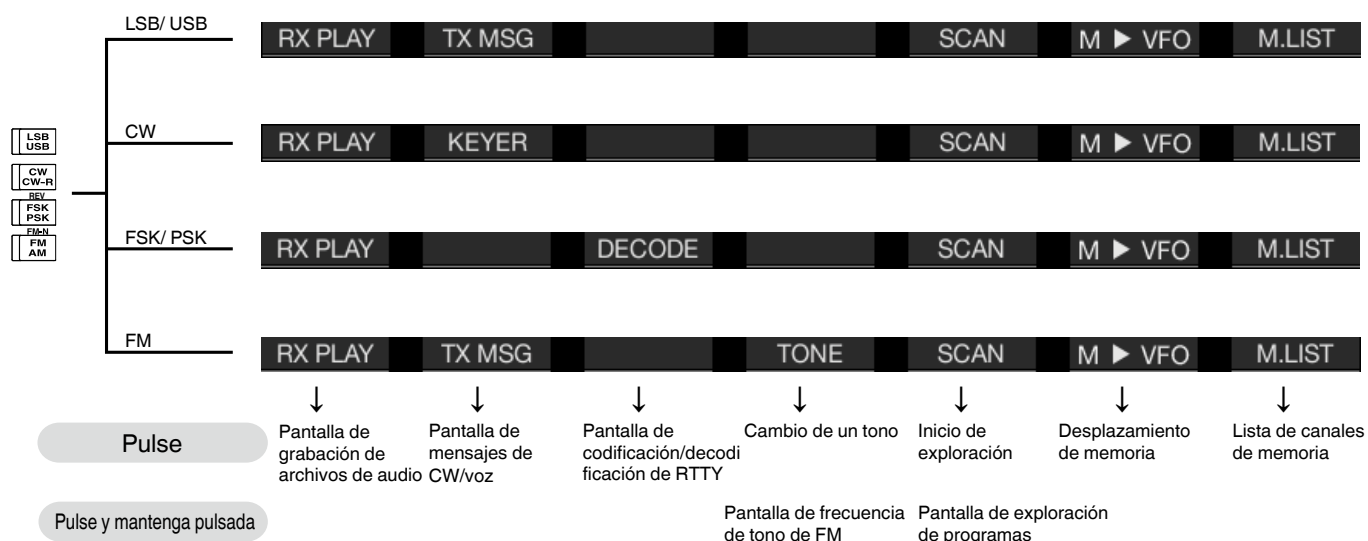 LSB/ USB
RX PLAY TX MSG SCAN M ▶ VFO M.LIST
CW
RX PLAY KEYER SCAN M ▶ VFO M.LIST
LSB
USB
CW
CW-R
REV
FSK
PSK
FM-N
FM
AM
FSK/ PSK
RX PLAY DECODE SCAN M ▶ VFO M.LIST
FM
RX PLAY TX MSG TONE SCAN M ▶ VFO M.LIST
↓ ↓ ↓ ↓ ↓ ↓ ↓
Pulse
Pantalla de
grabación de
archivos de audio
Pantalla de
mensajes de
CW/voz
Pantalla de
codificación/decodi
ficación de RTTY
Cambio de un tono
Inicio de
exploración
Desplazamiento
de memoria
Lista de canales
de memoria
Pulse y mantenga pulsada
Pantalla de frecuencia
de tono de FM
Pantalla de exploración
de programas